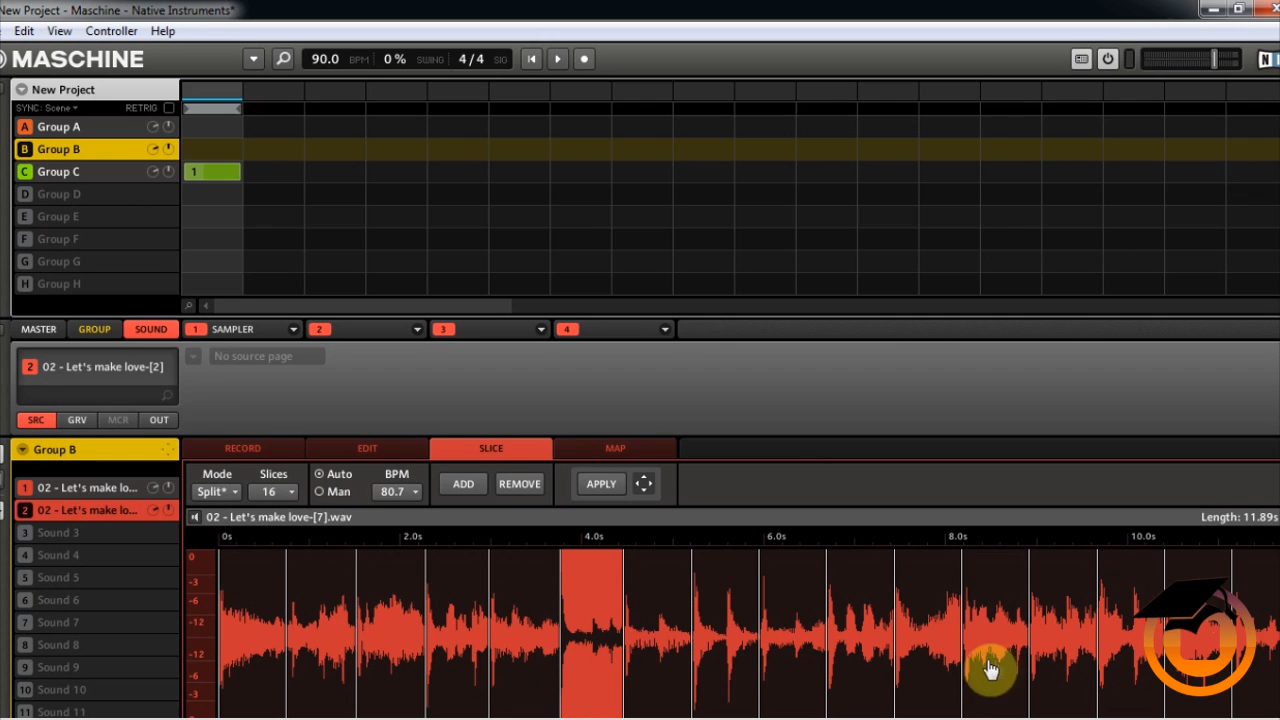 New Project - Maschine - Native Instruments*
Edit View Controller Help
MASCHINE
90.0 BPM 0% SWING 4/4 SIG
New Project
SYNC: Scene RETRIG
A Group A
B Group B
C Group C 1
D Group D
E Group E
F Group F
G Group G
H Group H
MASTER GROUP SOUND 1 SAMPLER 2 3 4
2 02 - Let's make love-[2] No source page
SRC GRV MCR OUT
Group B RECORD EDIT SLICE MAP
Mode Slices Auto BPM
Split* 16 Man 80.7 ADD REMOVE APPLY
1 02 - Let's make lo...
2 02 - Let's make lo...
02 - Let's make love-[7].wav Length: 11.89s
0s 2.0s 4.0s 6.0s 8.0s 10.0s
3 Sound 3
4 Sound 4
5 Sound 5
6 Sound 6
7 Sound 7
8 Sound 8
9 Sound 9
10 Sound 10
11 Sound 11
0
-3
-6
-12
-12
-6
-3